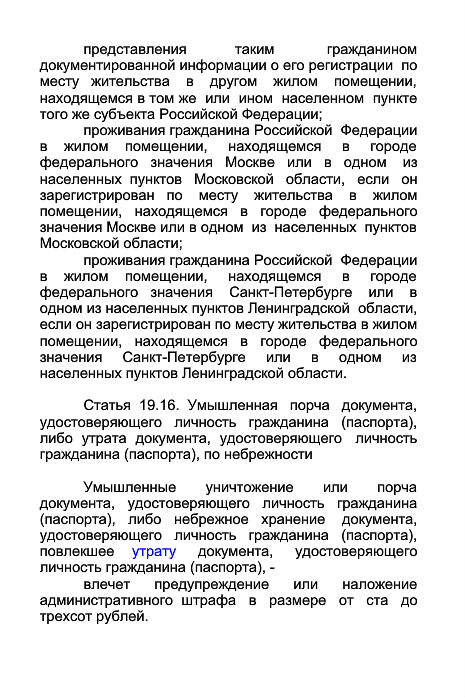 представления таким гражданином
документированной информации о его регистрации по
месту жительства в другом жилом помещении,
находящемся в том же или ином населенном пункте
того же субъекта Российской Федерации;
проживания гражданина Российской Федерации
в жилом помещении, находящемся в городе
федерального значения Москве или в одном из
населенных пунктов Московской области, если он
зарегистрирован по месту жительства в жилом
помещении, находящемся в городе федерального
значения Москве или в одном из населенных пунктов
Московской области;
проживания гражданина Российской Федерации
в жилом помещении, находящемся в городе
федерального значения Санкт-Петербурге или в
одном из населенных пунктов Ленинградской области,
если он зарегистрирован по месту жительства в жилом
помещении, находящемся в городе федерального
значения Санкт-Петербурге или в одном из
населенных пунктов Ленинградской области.
Статья 19.16. Умышленная порча документа,
удостоверяющего личность гражданина (паспорта),
либо утрата документа, удостоверяющего личность
гражданина (паспорта), по небрежности
Умышленные уничтожение или порча
документа, удостоверяющего личность гражданина
(паспорта), либо небрежное хранение документа,
удостоверяющего личность гражданина (паспорта),
повлекшее утрату документа, удостоверяющего
личность гражданина (паспорта), -
влечет предупреждение или наложение
административного штрафа в размере от ста до
трехсот рублей.